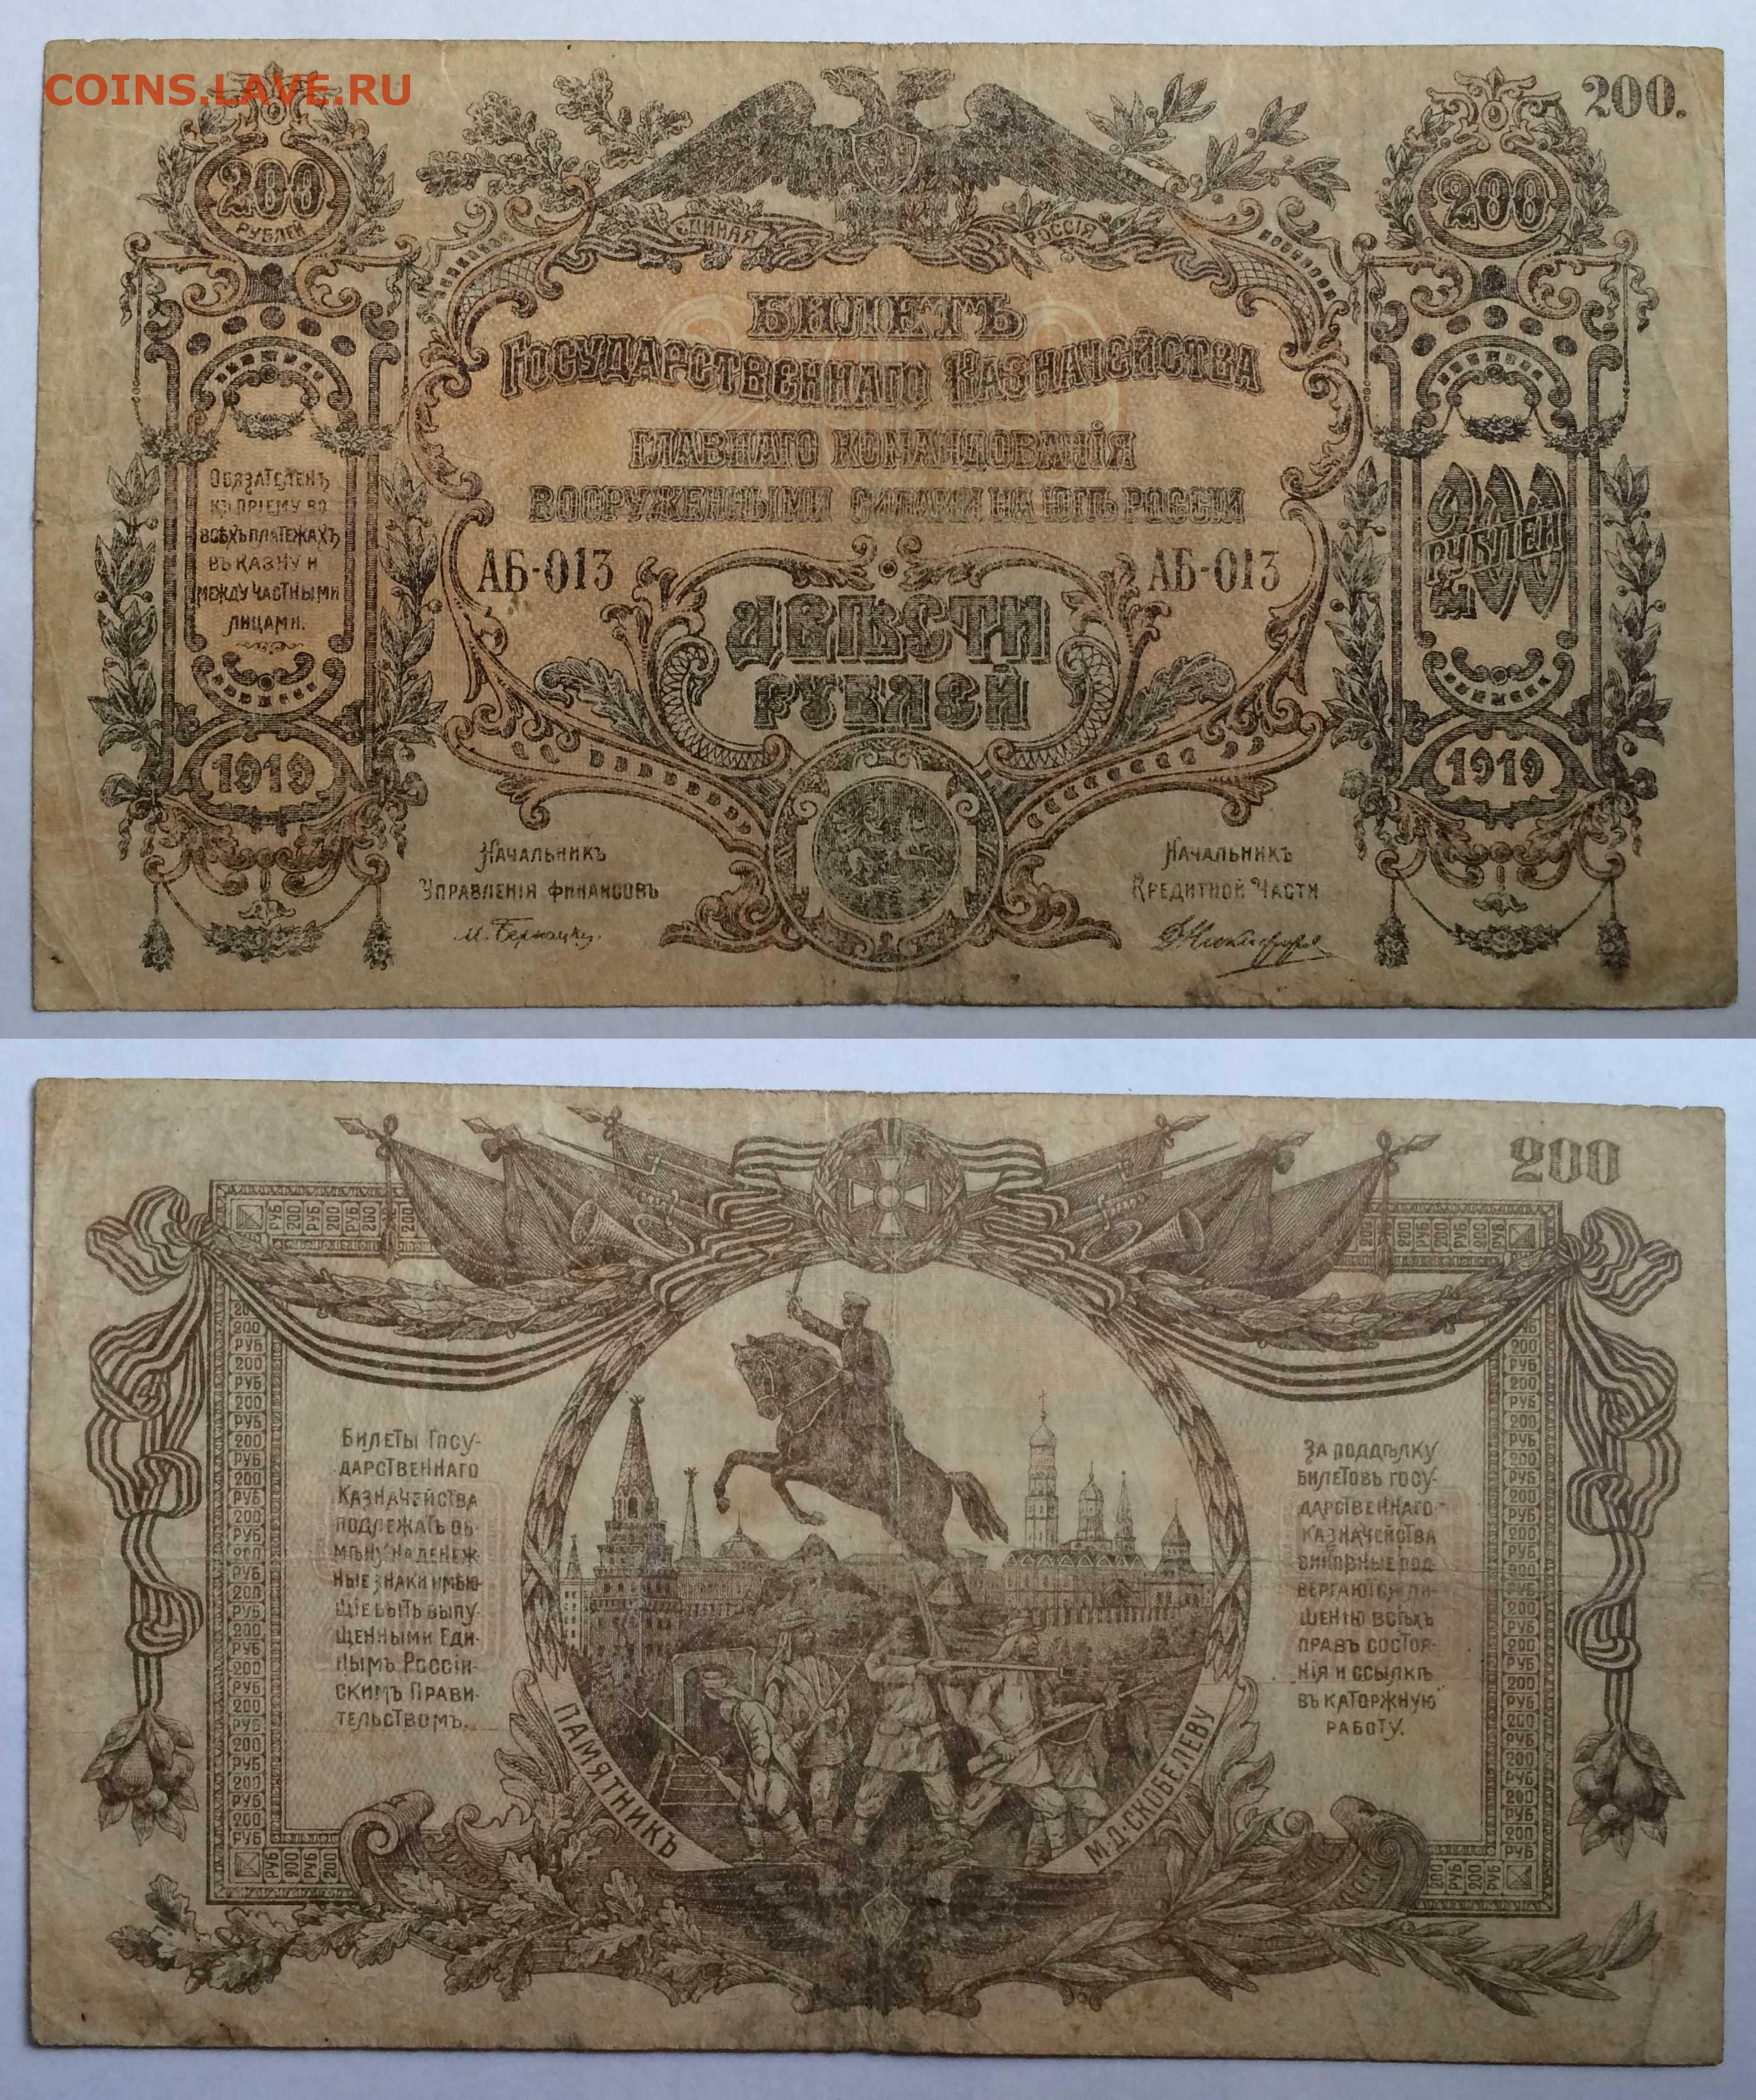 COINS.LAVE.RU
200.
200
РУБЛЕЙ
200
ЕДИНАЯ
РОССІЯ
БИЛЕТЪ
ГОСУДАРСТВЕННАГО КАЗНАЧЕЙСТВА
ГЛАВНАГО КОМАНДОВАНІЯ
ВООРУЖЕННЫМИ СИЛАМИ НА ЮГѢ РОССІИ
ОБЯЗАТЕЛЕНЪ
КЪ ПРІЕМУ ВО
ВСѢХЪ ПЛАТЕЖАХЪ
ВЪ КАЗНУ И
МЕЖДУ ЧАСТНЫМИ
ЛИЦАМИ.
200
РУБЛЕЙ
АБ-013
АБ-013
ДВѢСТИ
РУБЛЕЙ
1919
1919
НАЧАЛЬНИКЪ
УПРАВЛЕНІЯ ФИНАНСОВЪ
М. Бернацкій
НАЧАЛЬНИКЪ
КРЕДИТНОЙ ЧАСТИ
200
БИЛЕТЫ ГОСУ-
ДАРСТВЕННАГО
КАЗНАЧЕЙСТВА
ПОДЛЕЖАТЪ ОБ-
МѢНУ НА ДЕНЕЖ-
НЫЕ ЗНАКИ ИМѢЮ-
ЩІЕ БЫТЬ ВЫПУ-
ЩЕННЫМИ ЕДИ-
НЫМЪ РОССІЙ-
СКИМЪ ПРАВИ-
ТЕЛЬСТВОМЪ.
ЗА ПОДДѢЛКУ
БИЛЕТОВЪ ГОСУ-
ДАРСТВЕННАГО
КАЗНАЧЕЙСТВА
ВИНОВНЫЕ ПОД-
ВЕРГАЮТСЯ ЛИ-
ШЕНІЮ ВСѢХЪ
ПРАВЪ СОСТОЯ-
НІЯ И ССЫЛКѢ
ВЪ КАТОРЖНУЮ
РАБОТУ.
ПАМЯТНИКЪ
М.Д.СКОБЕЛЕВУ